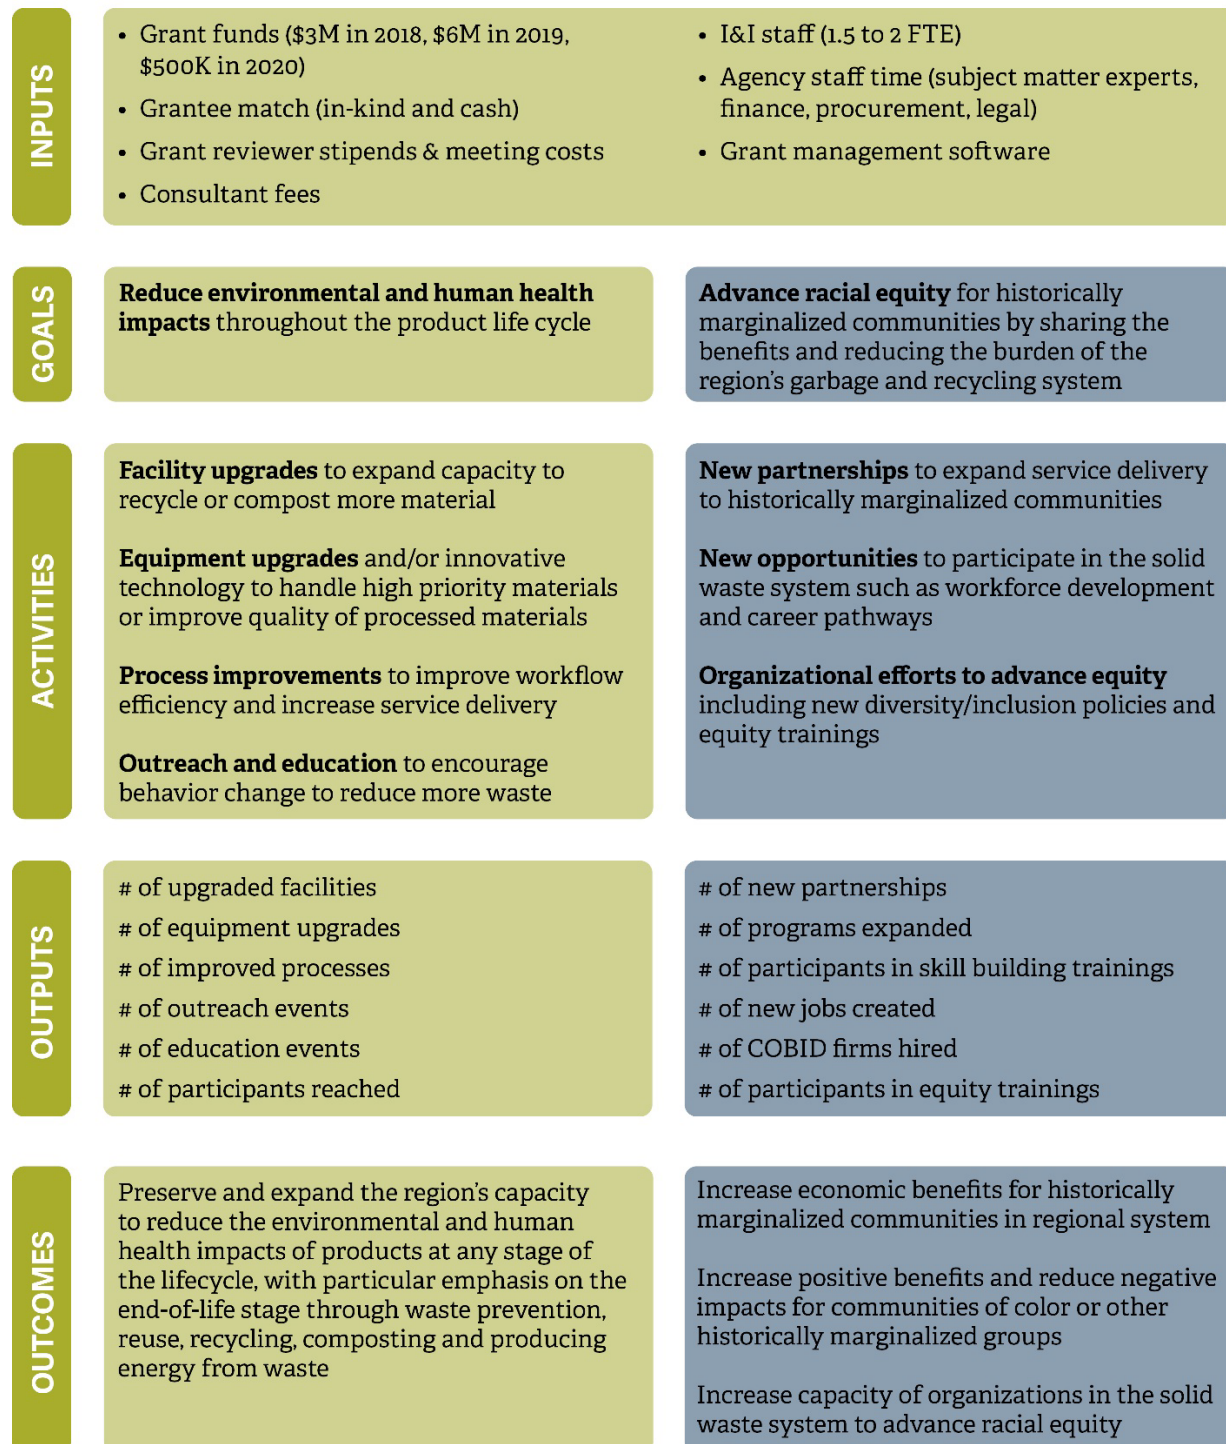 INPUTS
• Grant funds ($3M in 2018, $6M in 2019,
$500K in 2020)
• Grantee match (in-kind and cash)
• Grant reviewer stipends & meeting costs
• Consultant fees
• I&I staff (1.5 to 2 FTE)
• Agency staff time (subject matter experts,
finance, procurement, legal)
• Grant management software
GOALS
Reduce environmental and human health
impacts throughout the product life cycle
Advance racial equity for historically
marginalized communities by sharing the
benefits and reducing the burden of the
region's garbage and recycling system
ACTIVITIES
Facility upgrades to expand capacity to
recycle or compost more material
Equipment upgrades and/or innovative
technology to handle high priority materials
or improve quality of processed materials
Process improvements to improve workflow
efficiency and increase service delivery
Outreach and education to encourage
behavior change to reduce more waste
New partnerships to expand service delivery
to historically marginalized communities
New opportunities to participate in the solid
waste system such as workforce development
and career pathways
Organizational efforts to advance equity
including new diversity/inclusion policies and
equity trainings
OUTPUTS
# of upgraded facilities
# of equipment upgrades
# of improved processes
# of outreach events
# of education events
# of participants reached
# of new partnerships
# of programs expanded
# of participants in skill building trainings
# of new jobs created
# of COBID firms hired
# of participants in equity trainings
OUTCOMES
Preserve and expand the region's capacity
to reduce the environmental and human
health impacts of products at any stage of
the lifecycle, with particular emphasis on the
end-of-life stage through waste prevention,
reuse, recycling, composting and producing
energy from waste
Increase economic benefits for historically
marginalized communities in regional system
Increase positive benefits and reduce negative
impacts for communities of color or other
historically marginalized groups
Increase capacity of organizations in the solid
waste system to advance racial equity